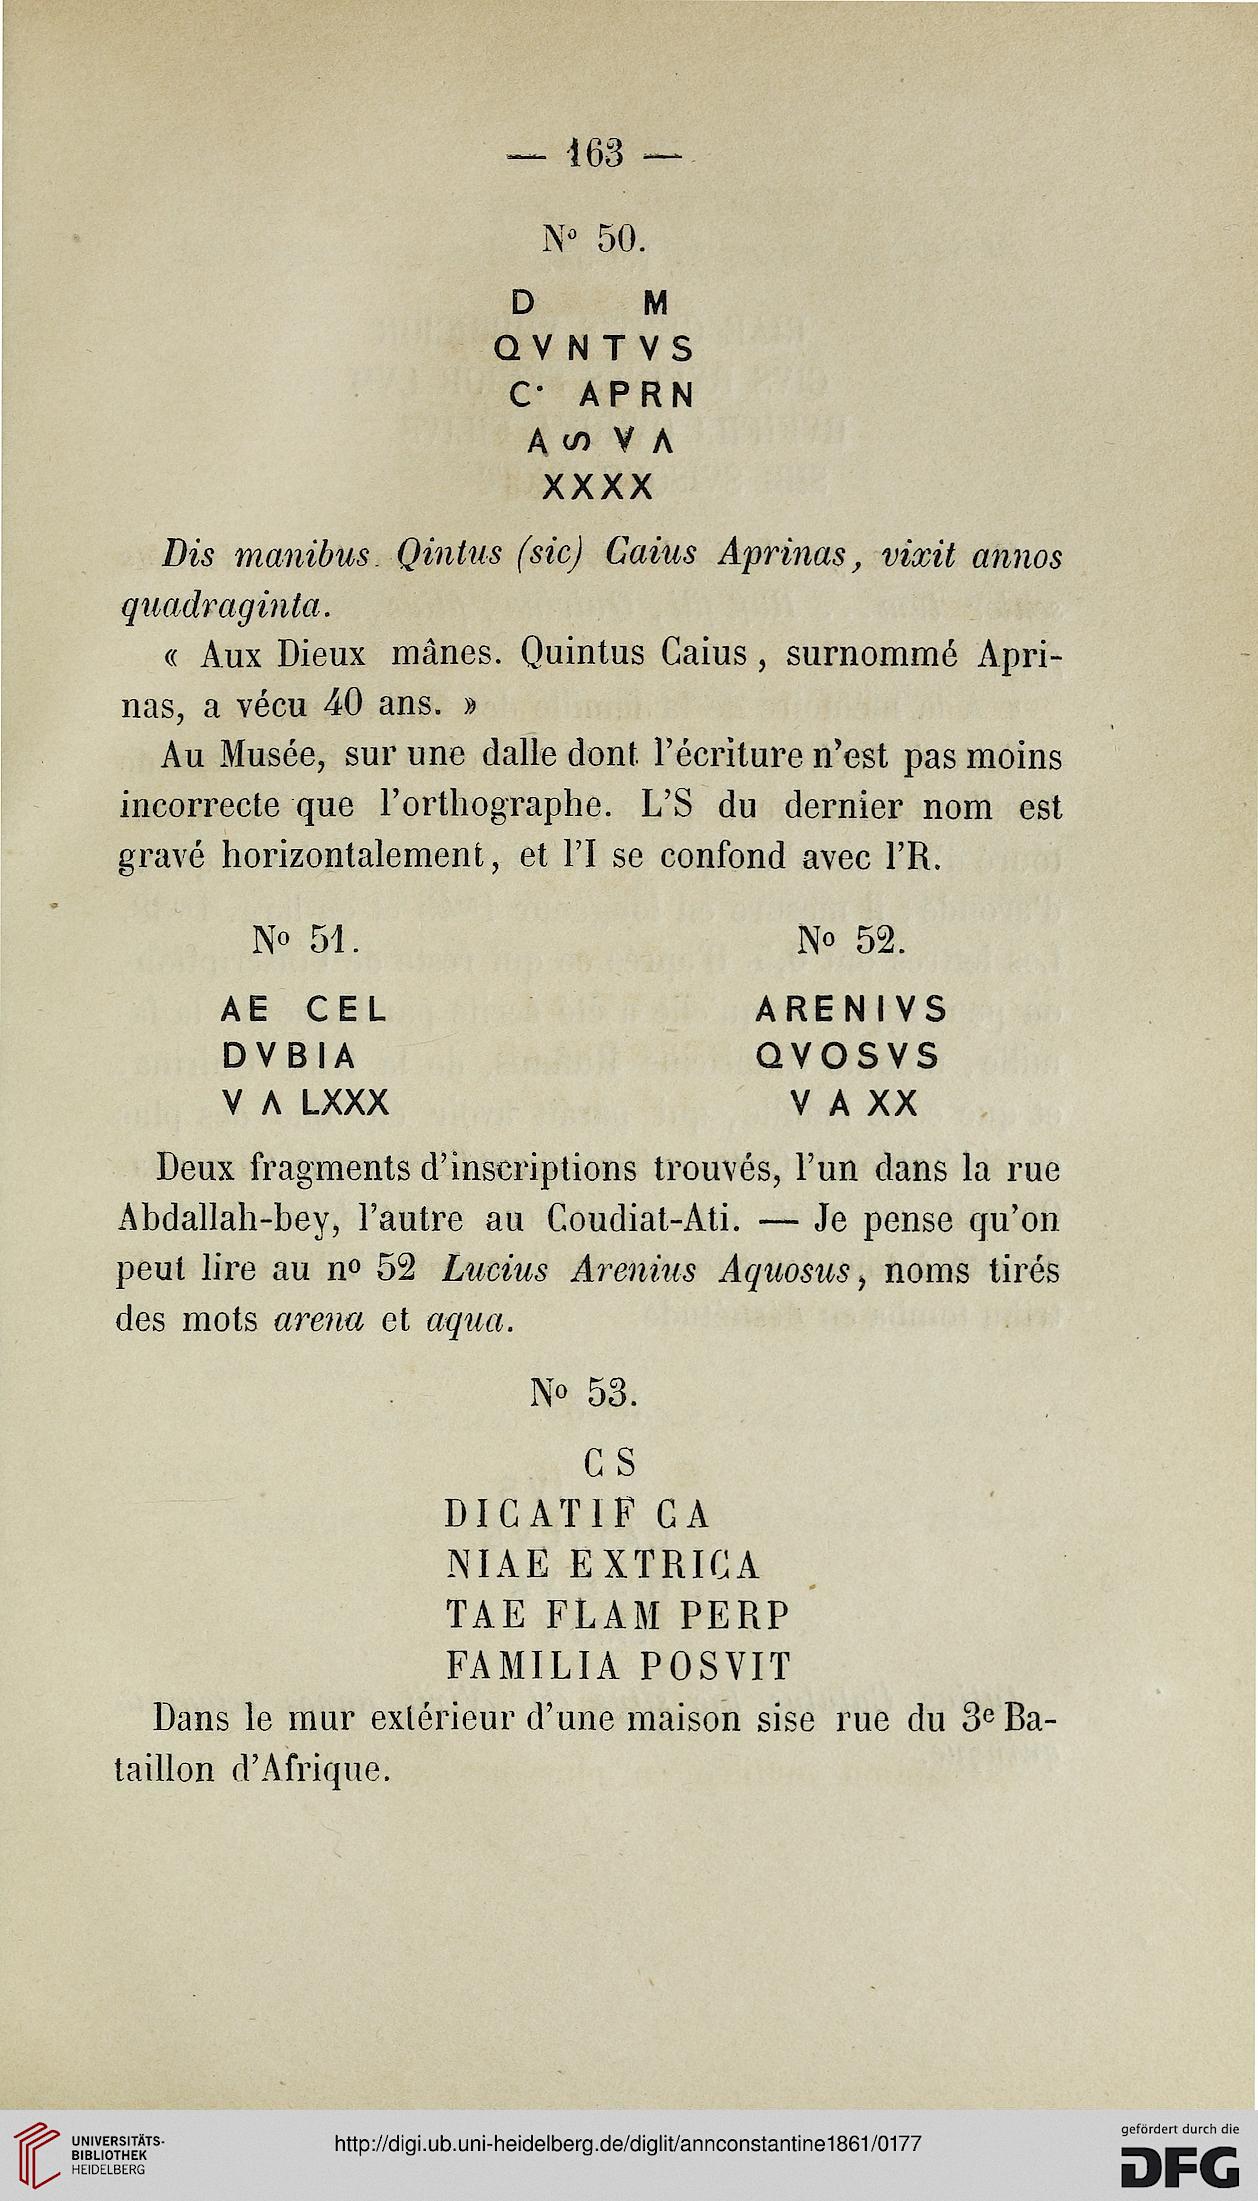 — 163 —
N° 50.
D M
QVNTVS
C· APRN
A S V Λ
XXXX
Dis manibus. Qintus (sic) Caius Aprinas, vixit annos
quadraginta.
« Aux Dieux mânes. Quintus Caius, surnommé Apri-
nas, a vécu 40 ans. »
Au Musée, sur une dalle dont l'écriture n'est pas moins
incorrecte que l'orthographe. L'S du dernier nom est
gravé horizontalement, et l'I se confond avec l'R.
No 51.
AE CEL
DVBIA
V Λ LXXX
No 52.
ARENIVS
QVOSVS
V A XX
Deux fragments d'inscriptions trouvés, l'un dans la rue
Abdallah-bey, l'autre au Coudiat-Ati. — Je pense qu'on
peut lire au no 52 Lucius Arenius Aquosus, noms tirés
des mots arena et aqua.
No 53.
C S
DICATIF CA
NIAE EXTRICA
TAE FLAM PERP
FAMILIA POSVIT
Dans le mur extérieur d'une maison sise rue du 3e Ba-
taillon d'Afrique.
UNIVERSITÄTS-
BIBLIOTHEK
HEIDELBERG
http://digi.ub.uni-heidelberg.de/diglit/annconstantine1861/0177
gefördert durch die
DFG